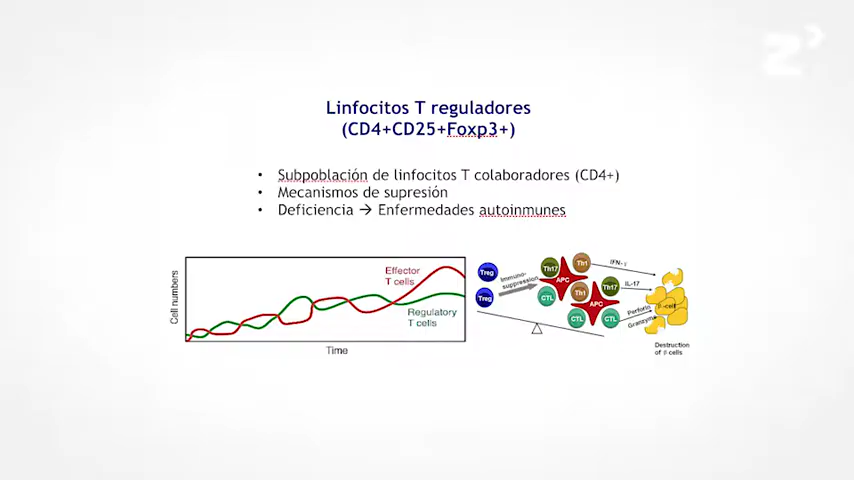 Linfocitos T reguladores
(CD4+CD25+Foxp3+)
• Subpoblación de linfocitos T colaboradores (CD4+)
• Mecanismos de supresión
• Deficiencia → Enfermedades autoinmunes
Cell numbers
Effector
T cells
Regulatory
T cells
Time
Treg
Treg
Immuno-
suppression
Th17
Th1
APC
CTL
Th1
Th17
APC
CTL
CTL
IFN-γ
IL-17
Perforin
Granzyme
β-cell
Destruction
of β cells